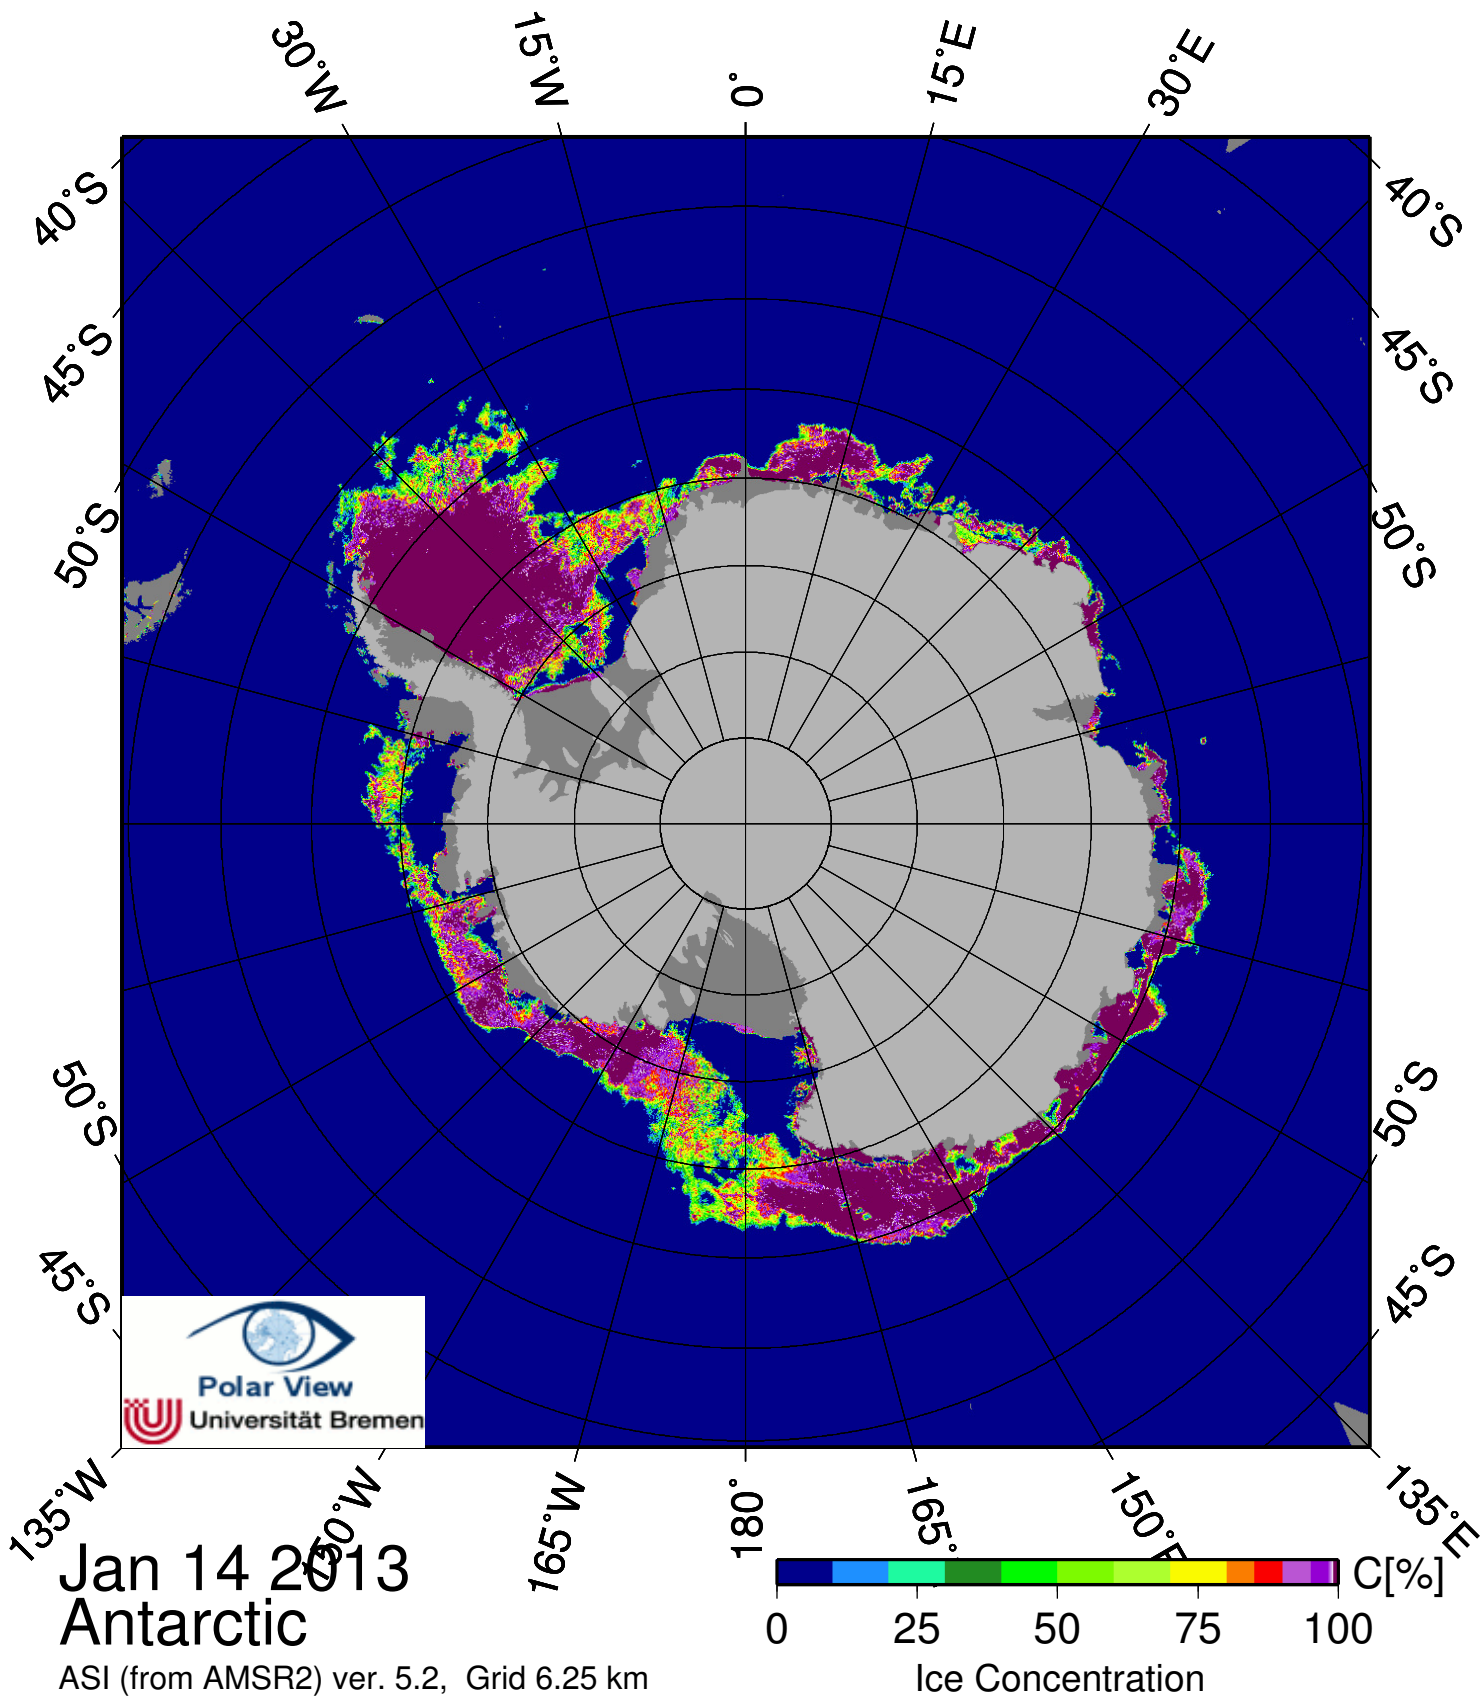 30°W 15°W 0° 15°E 30°E
40°S 40°S
45°S 45°S
50°S 50°S
50°S 50°S
45°S 45°S
Polar View
Universität Bremen
135°W 150°W 165°W 180° 165° 150°E 135°E
Jan 14 2013
Antarctic
ASI (from AMSR2) ver. 5.2, Grid 6.25 km
C[%]
0 25 50 75 100
Ice Concentration